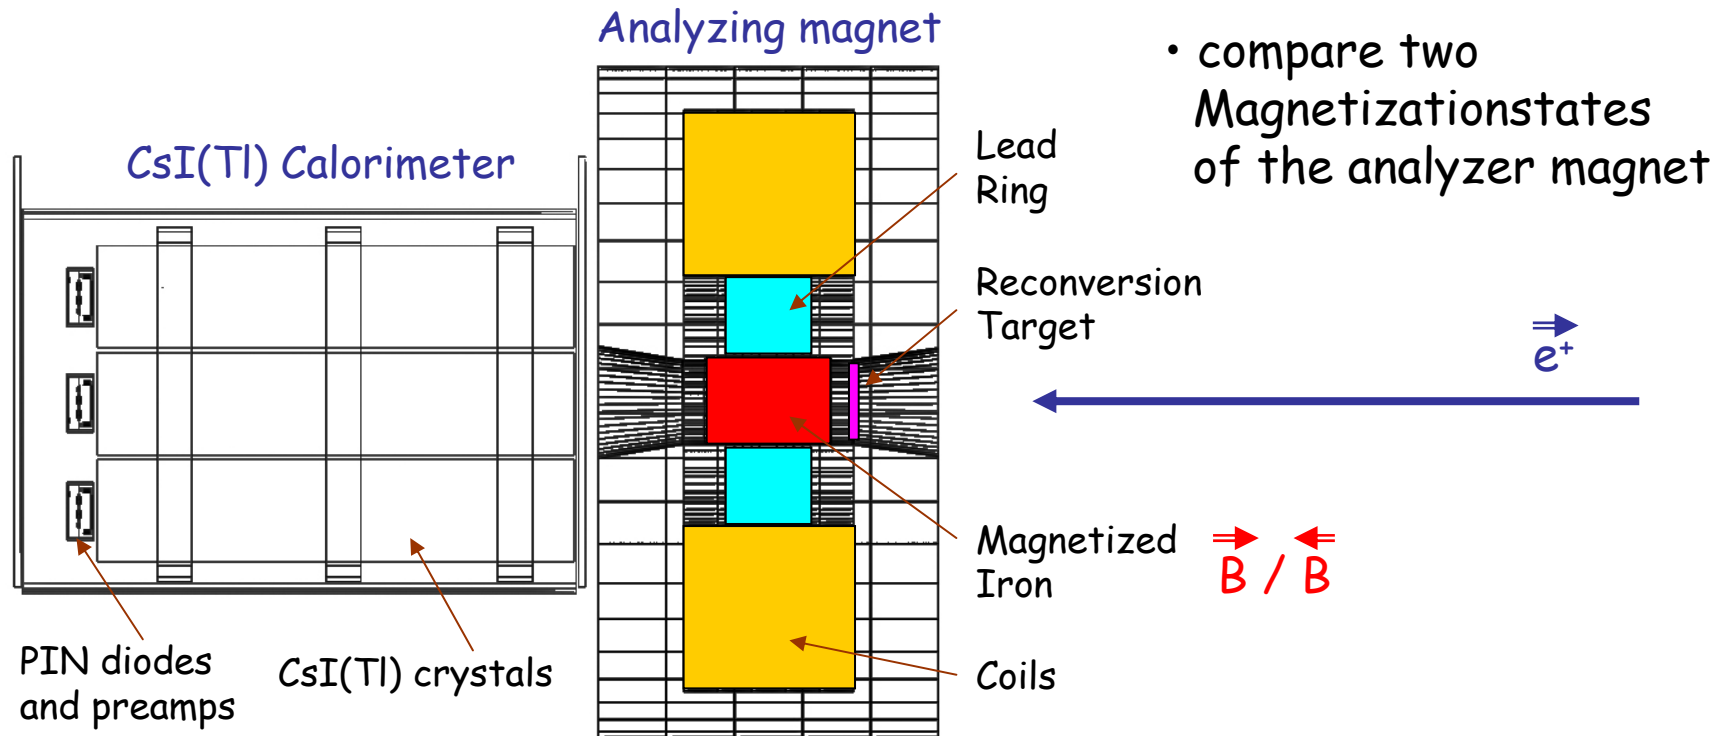 Analyzing magnet
• compare two
Magnetizationstates
of the analyzer magnet
CsI(Tl) Calorimeter
Lead
Ring
Reconversion
Target
e⁺
Magnetized
Iron
B / B
Coils
PIN diodes
and preamps
CsI(Tl) crystals